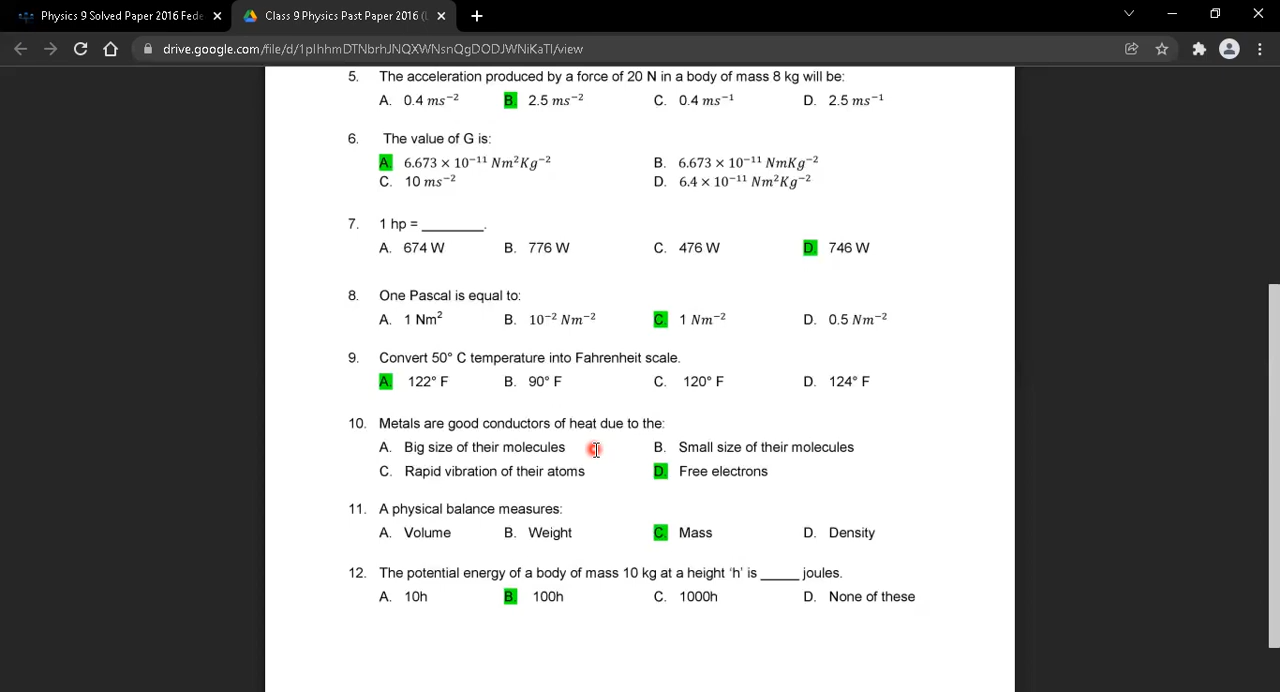 Physics 9 Solved Paper 2016 Fede
Class 9 Physics Past Paper 2016 (
drive.google.com/file/d/1pIhhmDTNbrhJNQXWNsnQgDODJWNiKaTl/view
5. The acceleration produced by a force of 20 N in a body of mass 8 kg will be:
A. 0.4 ms⁻² B. 2.5 ms⁻² C. 0.4 ms⁻¹ D. 2.5 ms⁻¹
6. The value of G is:
A. 6.673 × 10⁻¹¹ Nm²Kg⁻² B. 6.673 × 10⁻¹¹ NmKg⁻²
C. 10 ms⁻² D. 6.4 × 10⁻¹¹ Nm²Kg⁻²
7. 1 hp = ________.
A. 674 W B. 776 W C. 476 W D. 746 W
8. One Pascal is equal to:
A. 1 Nm² B. 10⁻² Nm⁻² C. 1 Nm⁻² D. 0.5 Nm⁻²
9. Convert 50° C temperature into Fahrenheit scale.
A. 122° F B. 90° F C. 120° F D. 124° F
10. Metals are good conductors of heat due to the:
A. Big size of their molecules B. Small size of their molecules
C. Rapid vibration of their atoms D. Free electrons
11. A physical balance measures:
A. Volume B. Weight C. Mass D. Density
12. The potential energy of a body of mass 10 kg at a height ‘h’ is _____ joules.
A. 10h B. 100h C. 1000h D. None of these